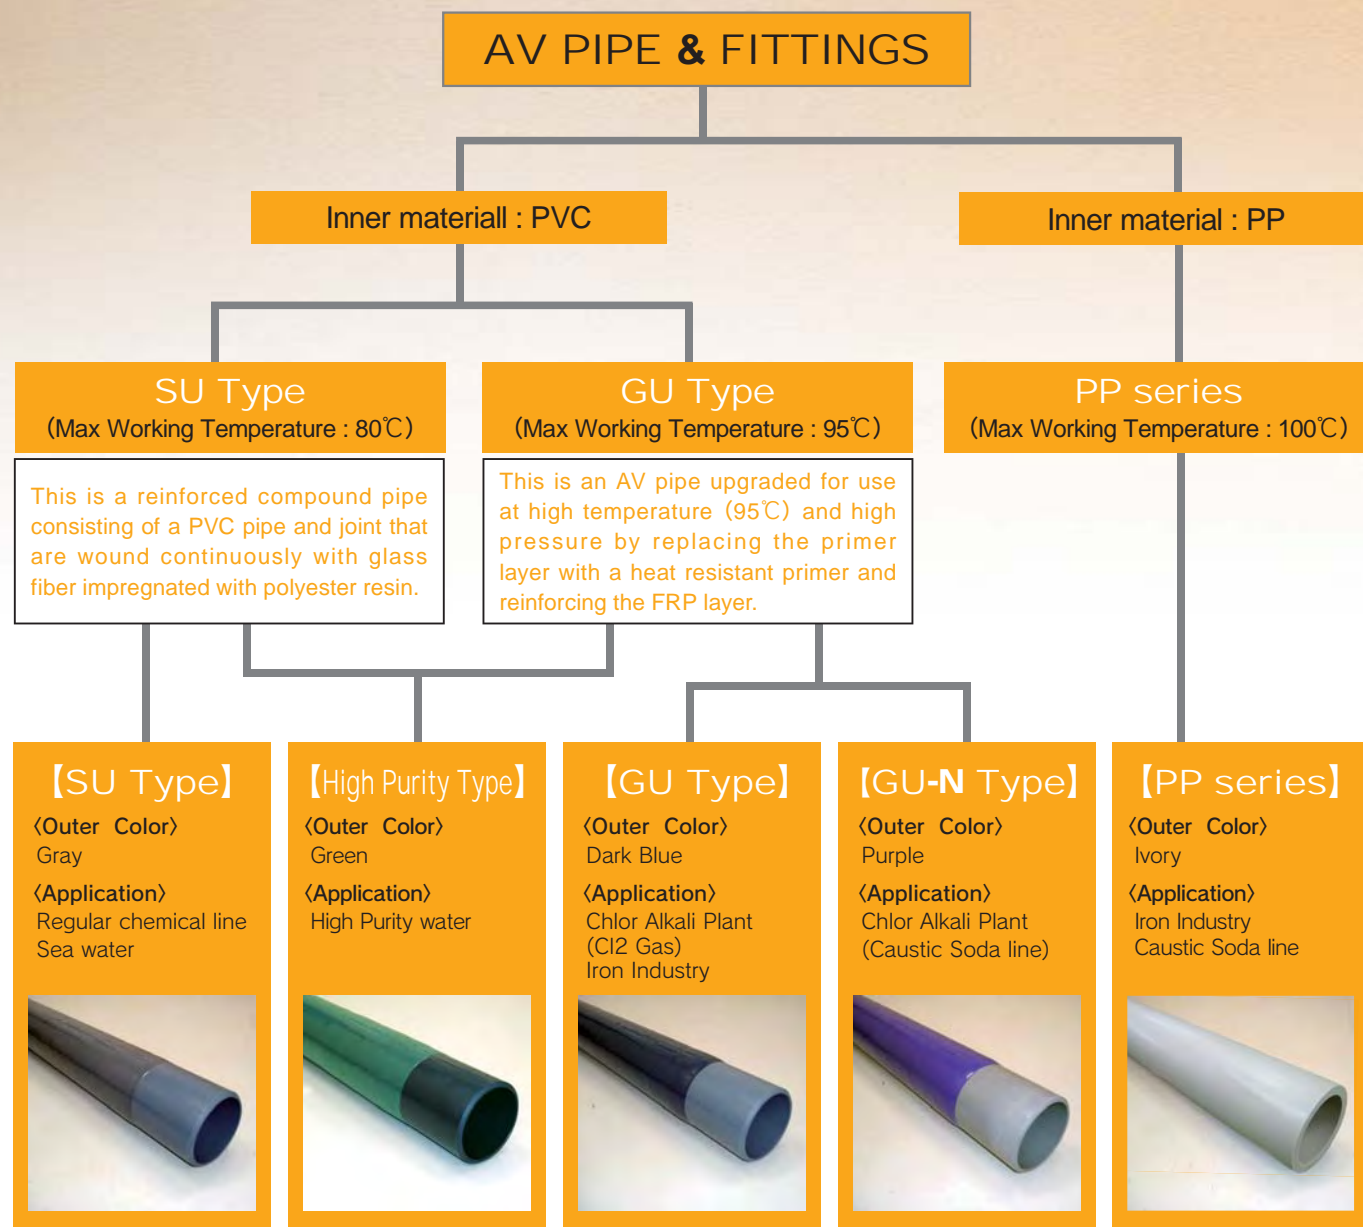 AV PIPE & FITTINGS
Inner materiall : PVC
Inner material : PP
SU Type
(Max Working Temperature : 80℃)
GU Type
(Max Working Temperature : 95℃)
PP series
(Max Working Temperature : 100℃)
This is a reinforced compound pipe
consisting of a PVC pipe and joint that
are wound continuously with glass
fiber impregnated with polyester resin.
This is an AV pipe upgraded for use
at high temperature (95℃) and high
pressure by replacing the primer
layer with a heat resistant primer and
reinforcing the FRP layer.
【SU Type】
〈Outer Color〉
Gray
〈Application〉
Regular chemical line
Sea water
【High Purity Type】
〈Outer Color〉
Green
〈Application〉
High Purity water
【GU Type】
〈Outer Color〉
Dark Blue
〈Application〉
Chlor Alkali Plant
(Cl2 Gas)
Iron Industry
【GU-N Type】
〈Outer Color〉
Purple
〈Application〉
Chlor Alkali Plant
(Caustic Soda line)
【PP series】
〈Outer Color〉
Ivory
〈Application〉
Iron Industry
Caustic Soda line